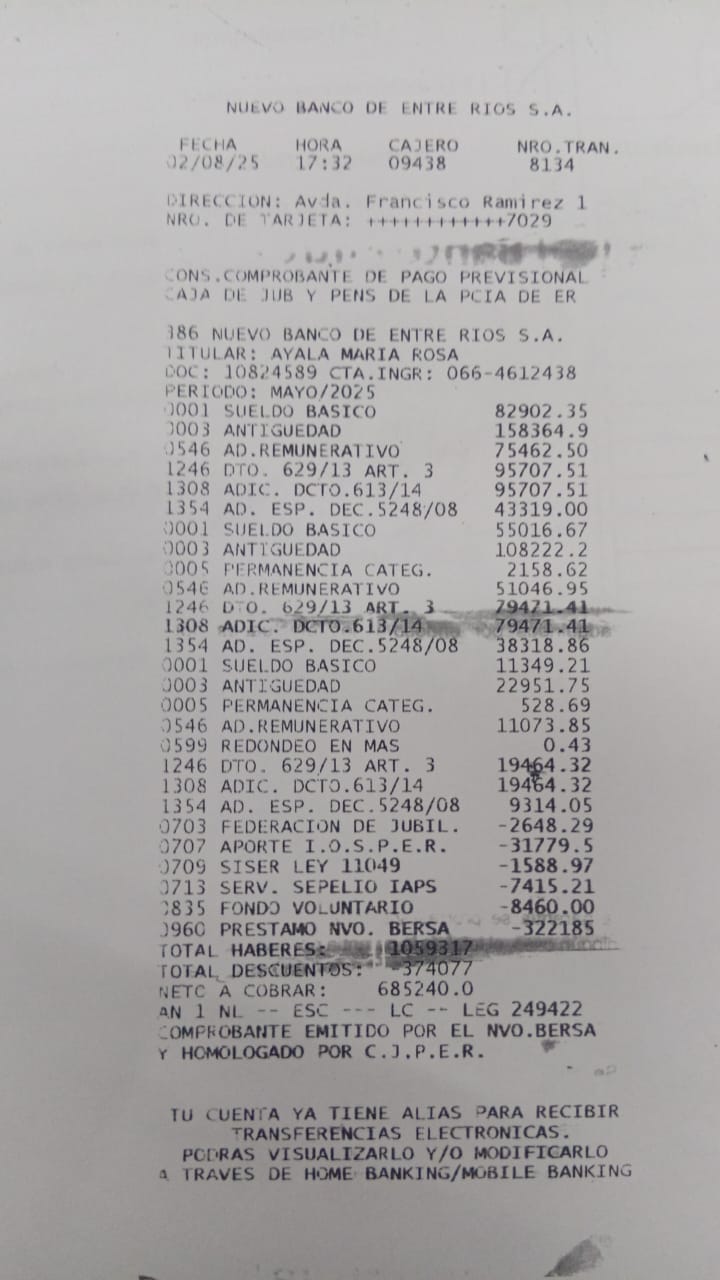 NUEVO BANCO DE ENTRE RIOS S.A.
FECHA HORA CAJERO NRO.TRAN.
02/08/25 17:32 09438 8134
DIRECCION: Avda. Francisco Ramirez 1
NRO. DE TARJETA: ++++++++++++7029
CONS.COMPROBANTE DE PAGO PREVISIONAL
CAJA DE JUB Y PENS DE LA PCIA DE ER
386 NUEVO BANCO DE ENTRE RIOS S.A.
TITULAR: AYALA MARIA ROSA
DOC: 10824589 CTA.INGR: 066-4612438
PERIODO: MAYO/2025
0001 SUELDO BASICO 82902.35
0003 ANTIGUEDAD 158364.9
0546 AD.REMUNERATIVO 75462.50
1246 DTO. 629/13 ART. 3 95707.51
1308 ADIC. DCTO.613/14 95707.51
1354 AD. ESP. DEC.5248/08 43319.00
0001 SUELDO BASICO 55016.67
0003 ANTIGUEDAD 108222.2
0005 PERMANENCIA CATEG. 2158.62
0546 AD.REMUNERATIVO 51046.95
1246 DTO. 629/13 ART. 3 79471.41
1308 ADIC. DCTO.613/14 79471.41
1354 AD. ESP. DEC.5248/08 38318.86
0001 SUELDO BASICO 11349.21
0003 ANTIGUEDAD 22951.75
0005 PERMANENCIA CATEG. 528.69
0546 AD.REMUNERATIVO 11073.85
0599 REDONDEO EN MAS 0.43
1246 DTO. 629/13 ART. 3 19464.32
1308 ADIC. DCTO.613/14 19464.32
1354 AD. ESP. DEC.5248/08 9314.05
0703 FEDERACION DE JUBIL. -2648.29
0707 APORTE I.O.S.P.E.R. -31779.5
0709 SISER LEY 11049 -1588.97
0713 SERV. SEPELIO IAPS -7415.21
0835 FONDO VOLUNTARIO -8460.00
0960 PRESTAMO NVO. BERSA -322185
TOTAL HABERES: 1059317
TOTAL DESCUENTOS: -374077
NETO A COBRAR: 685240.0
AN 1 NL -- ESC --- LC -- LEG 249422
COMPROBANTE EMITIDO POR EL NVO.BERSA
Y HOMOLOGADO POR C.J.P.E.R.
TU CUENTA YA TIENE ALIAS PARA RECIBIR
TRANSFERENCIAS ELECTRONICAS.
PODRAS VISUALIZARLO Y/O MODIFICARLO
A TRAVES DE HOME BANKING/MOBILE BANKING